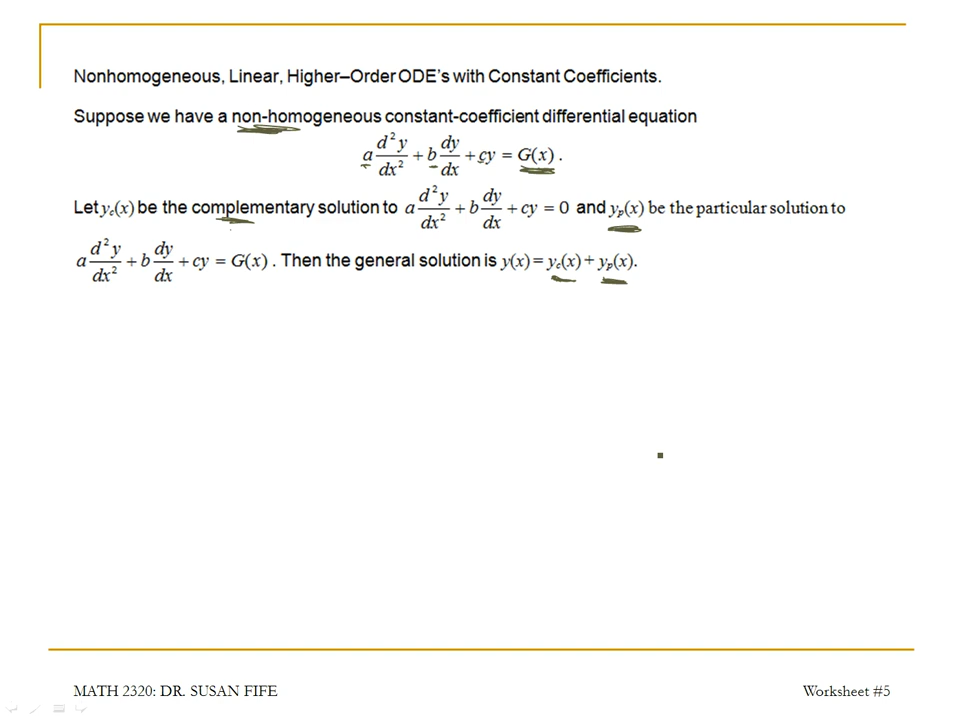 Nonhomogeneous, Linear, Higher–Order ODE's with Constant Coefficients.
Suppose we have a non-homogeneous constant-coefficient differential equation
a d²y/dx² + b dy/dx + cy = G(x).
Let y_c(x) be the complementary solution to a d²y/dx² + b dy/dx + cy = 0 and y_p(x) be the particular solution to
a d²y/dx² + b dy/dx + cy = G(x). Then the general solution is y(x) = y_c(x) + y_p(x).
MATH 2320: DR. SUSAN FIFE Worksheet #5